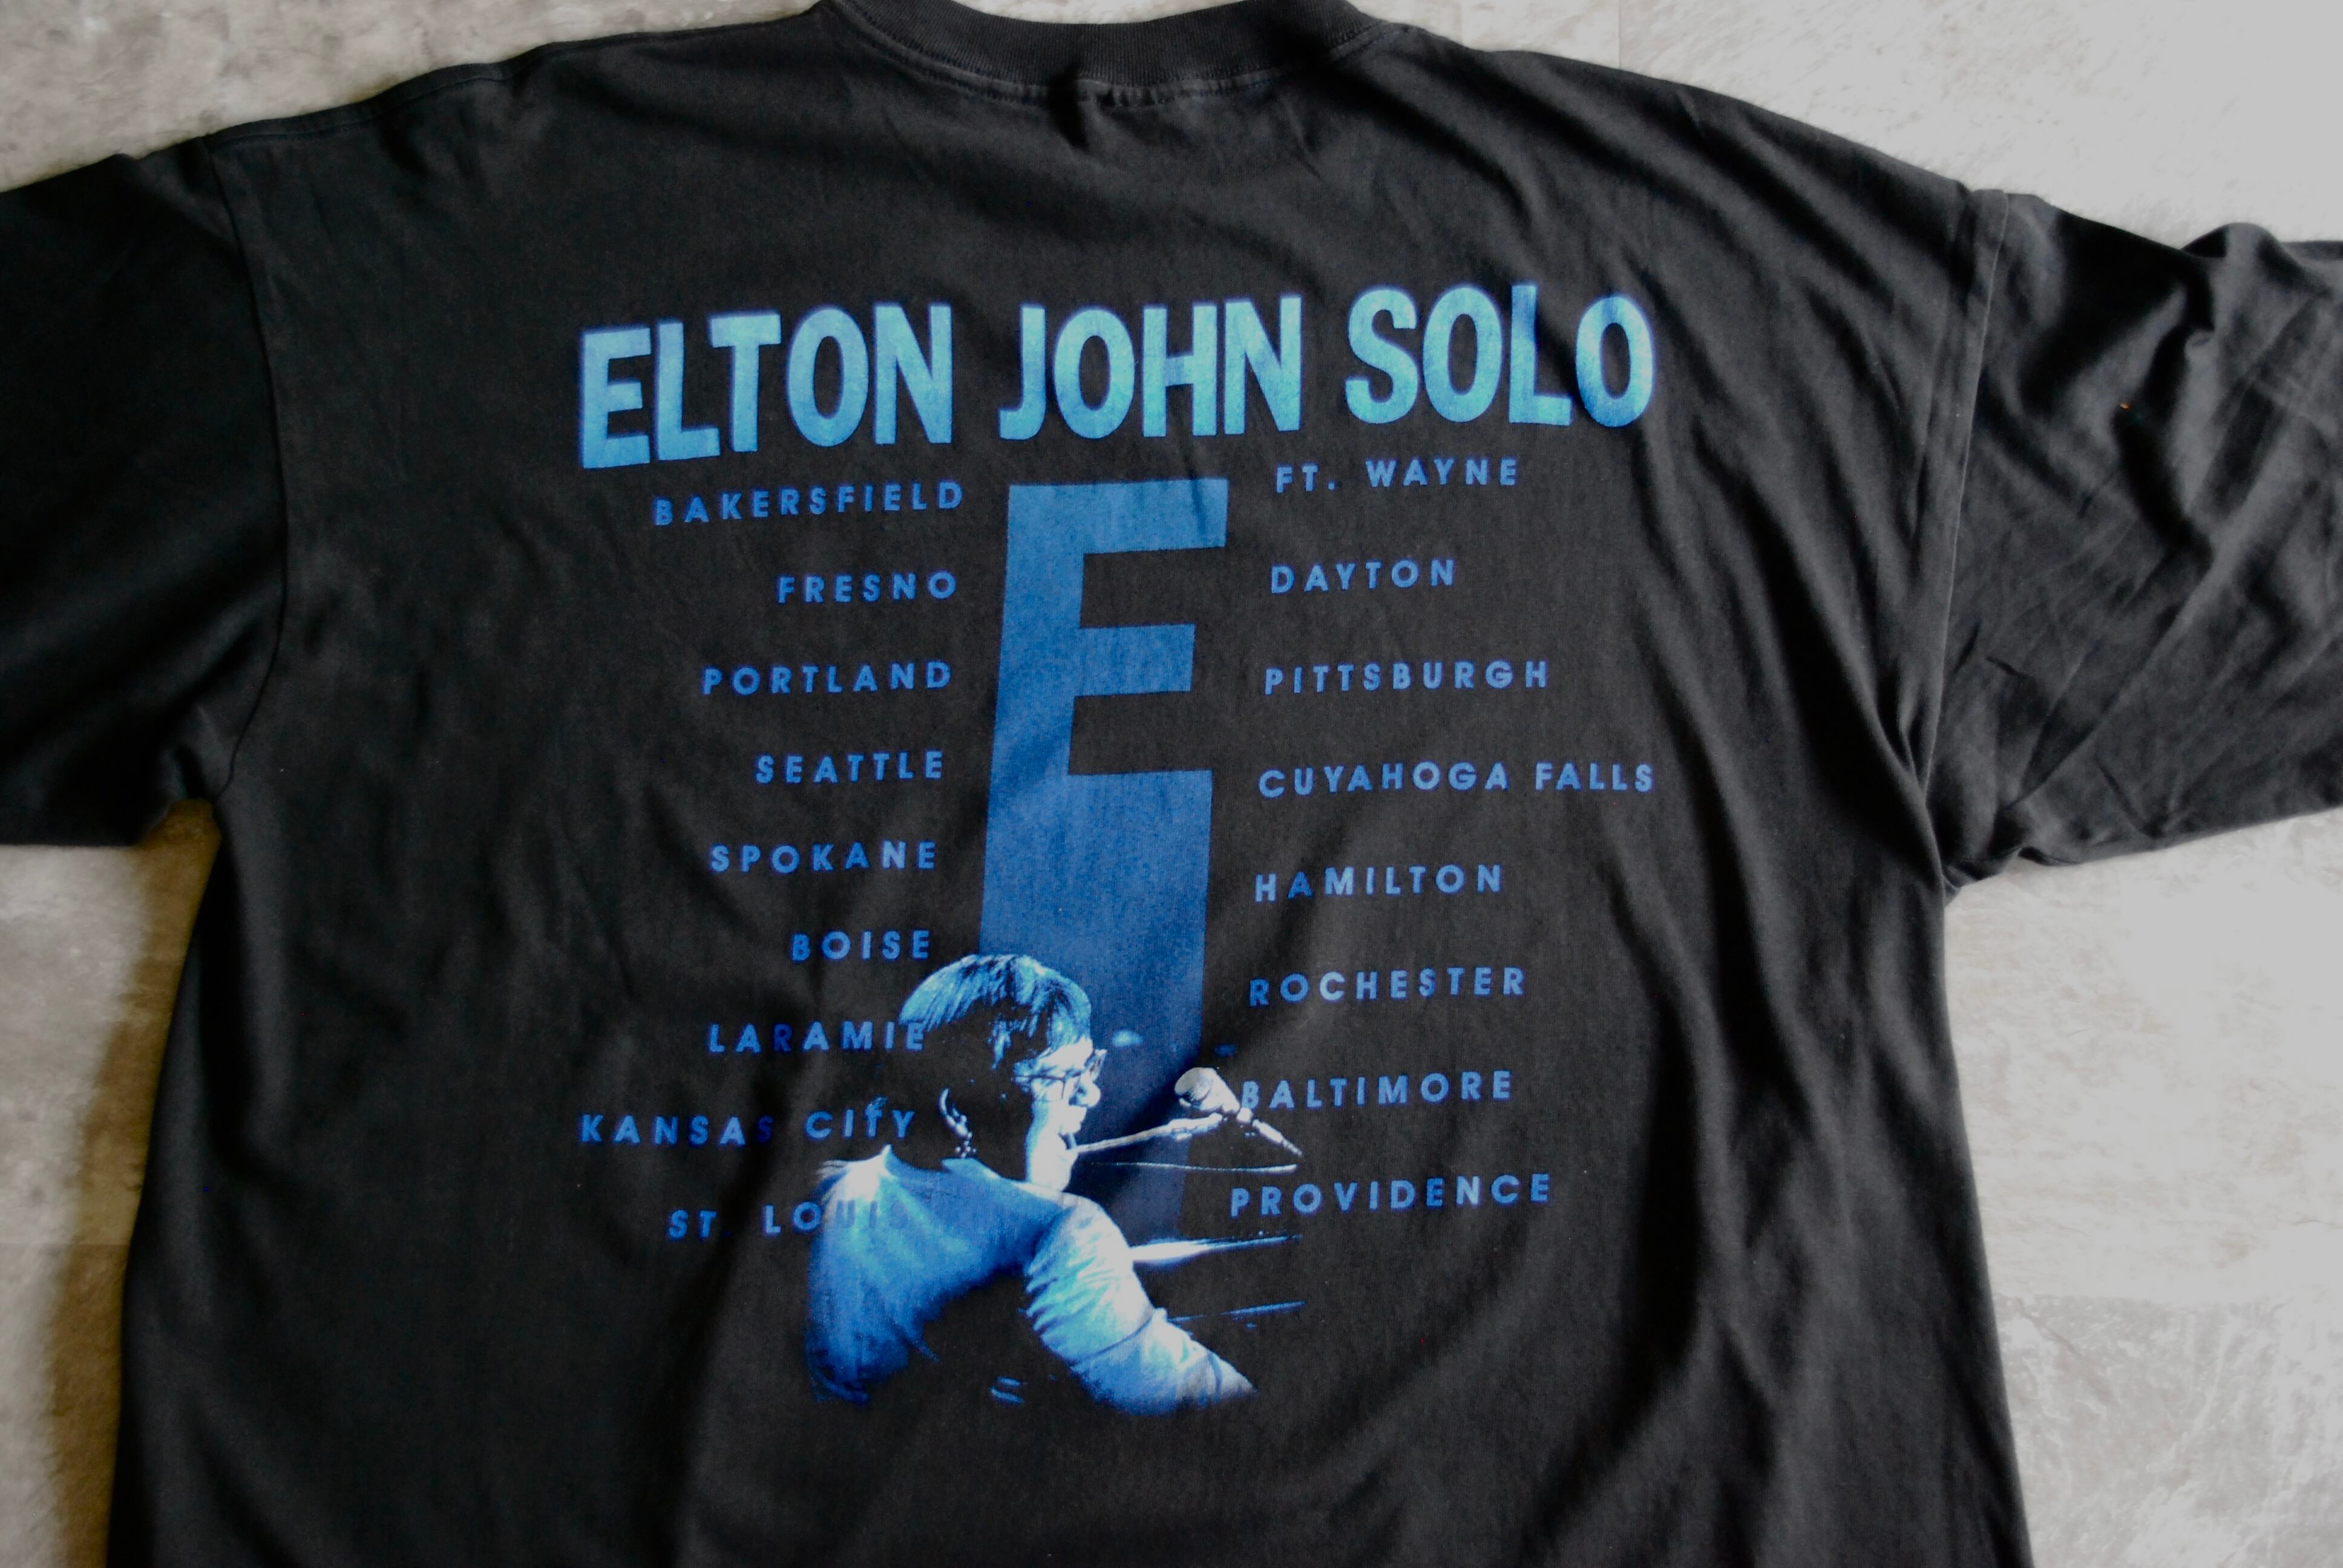 ELTON JOHN SOLO
BAKERSFIELD
FRESNO
PORTLAND
SEATTLE
SPOKANE
BOISE
LARAMIE
KANSAS CITY
ST. LOUIS
E
FT. WAYNE
DAYTON
PITTSBURGH
CUYAHOGA FALLS
HAMILTON
ROCHESTER
BALTIMORE
PROVIDENCE